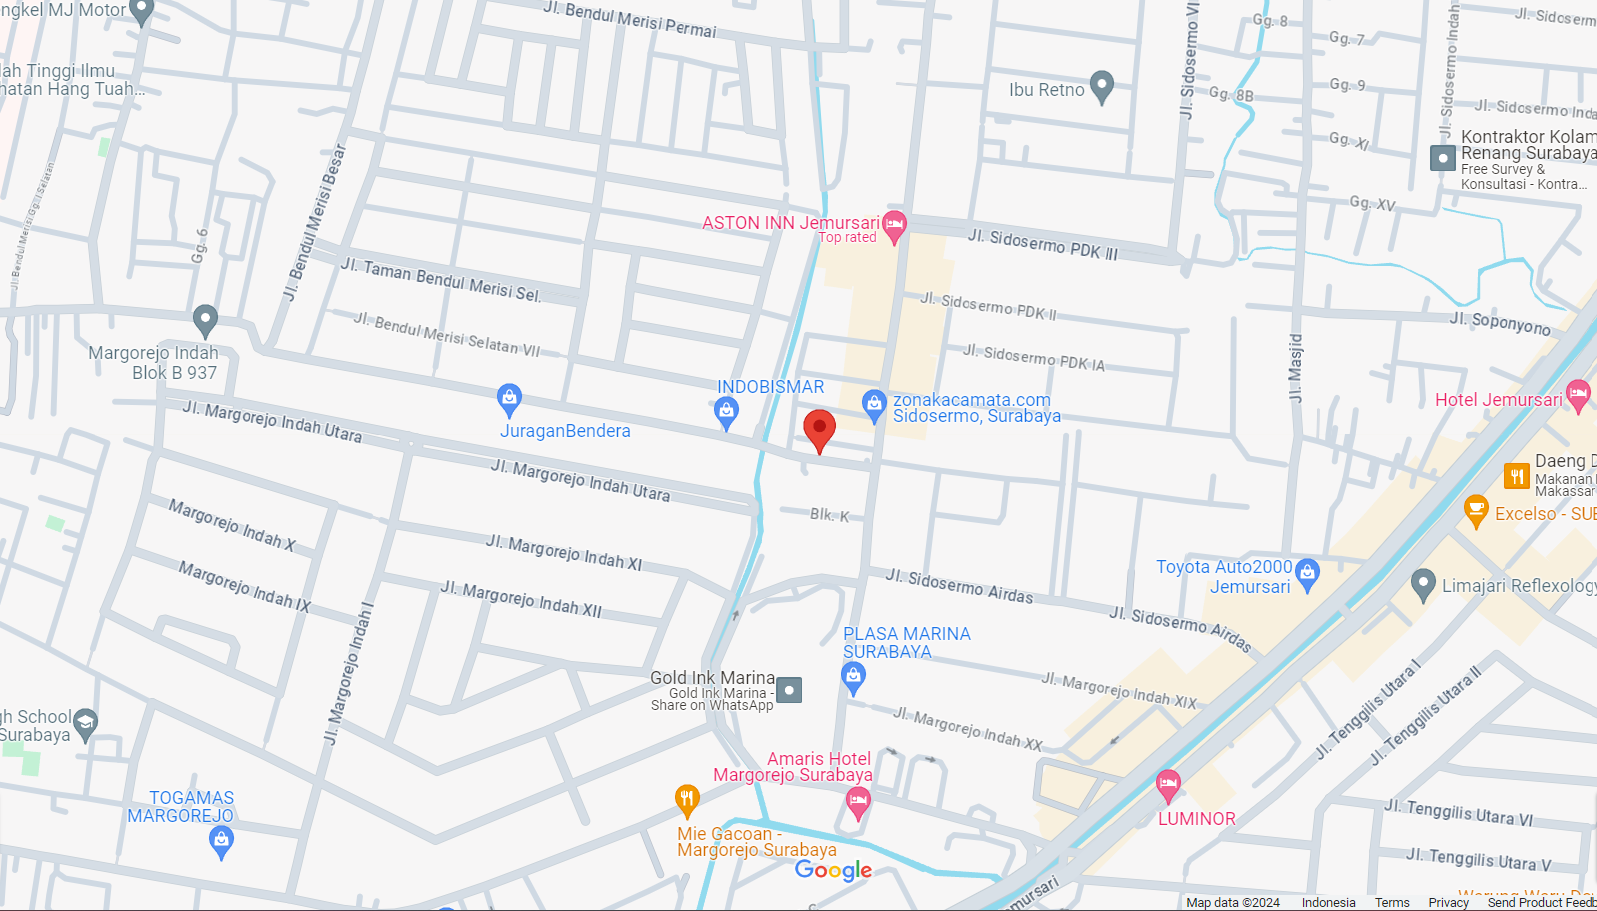 ngkel MJ Motor
Jl. Bendul Merisi Permai
Gg. 8
Gg. 7
Jl. Sidoserm
Jl. Sidosermo VI
Jl. Sidosermo Indah
lah Tinggi Ilmu
natan Hang Tuah...
Ibu Retno
Gg. 8B
Gg. 9
Jl. Sidosermo Inda
Gg. XI
Kontraktor Kolam
Renang Surabaya
Free Survey &
Konsultasi - Kontra...
Jl. Bendul Merisi Gg. I Selatan
Gg. 6
Jl. Bendul Merisi Besar
Gg. XV
ASTON INN Jemursari
Top rated
Jl. Sidosermo PDK III
Jl. Taman Bendul Merisi Sel.
Jl. Sidosermo PDK II
Jl. Bendul Merisi Selatan VII
Jl. Soponyono
Margorejo Indah
Blok B 937
Jl. Sidosermo PDK IA
Jl. Masjid
INDOBISMAR
zonakacamata.com
Sidosermo, Surabaya
Hotel Jemursari
JuraganBendera
Jl. Margorejo Indah Utara
Jl. Margorejo Indah Utara
Daeng D
Makanan
Makassar
Excelso - SUB
Blk. K
Margorejo Indah X
Jl. Margorejo Indah XI
Margorejo Indah IX
Jl. Margorejo Indah XII
Jl. Sidosermo Airdas
Toyota Auto2000
Jemursari
Limajari Reflexology
Jl. Sidosermo Airdas
PLASA MARINA
SURABAYA
Jl. Margorejo Indah I
Gold Ink Marina
Gold Ink Marina -
Share on WhatsApp
Jl. Margorejo Indah XIX
Jl. Margorejo Indah XX
Jl. Tenggilis Utara I
Jl. Tenggilis Utara II
gh School
Surabaya
Amaris Hotel
Margorejo Surabaya
TOGAMAS
MARGOREJO
Mie Gacoan -
Margorejo Surabaya
LUMINOR
Jl. Tenggilis Utara VI
Jl. Tenggilis Utara V
Google
emursari
Map data ©2024 Indonesia Terms Privacy Send Product Feedb